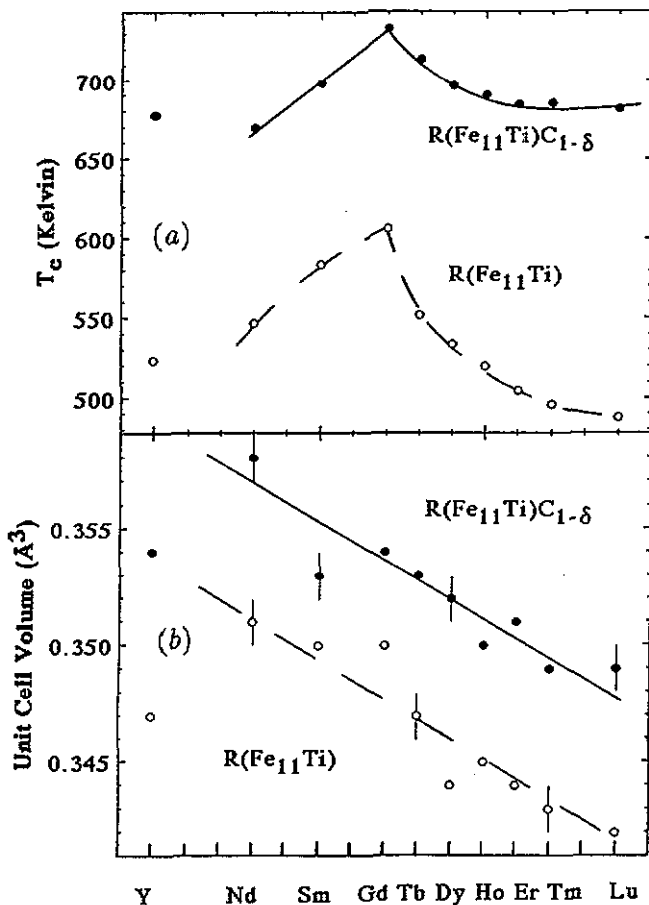 700
650
600
550
500
T_c (Kelvin)
(a)
R(Fe₁₁Ti)C₁₋δ
R(Fe₁₁Ti)
0.355
0.350
0.345
Unit Cell Volume (Å³)
(b)
R(Fe₁₁Ti)C₁₋δ
R(Fe₁₁Ti)
Y Nd Sm Gd Tb Dy Ho Er Tm Lu